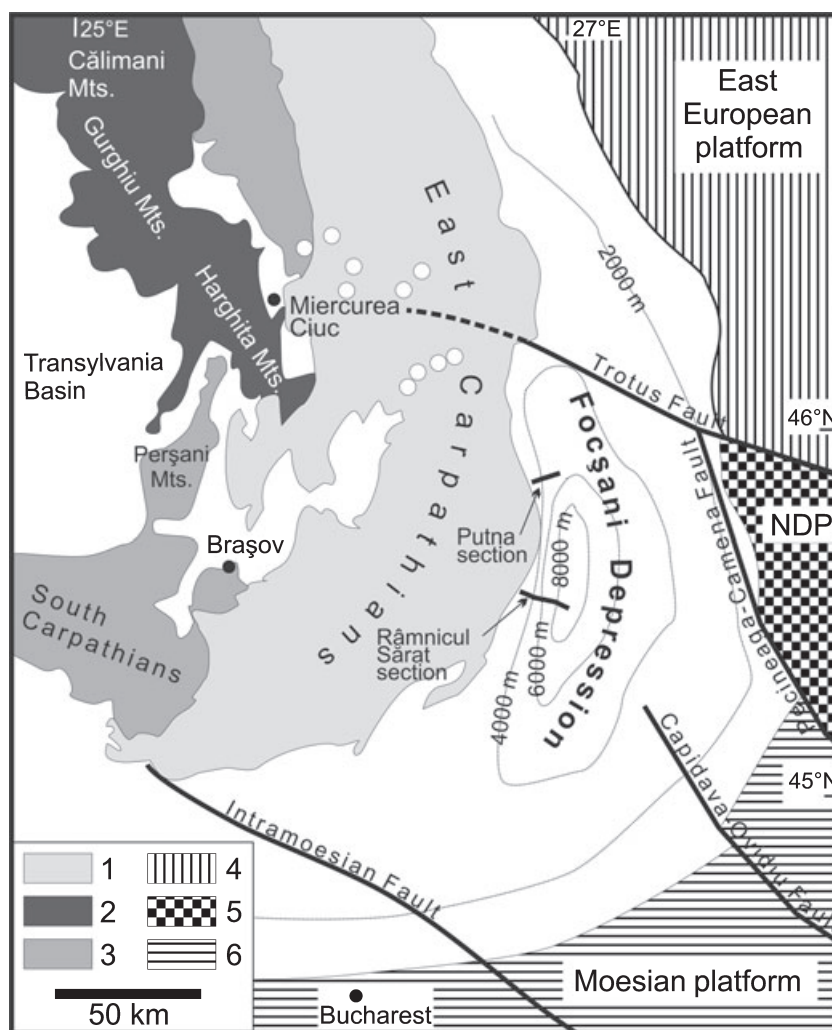 25°E
27°E
Călimani
Mts.
East
European
platform
Gurghiu Mts.
East Carpathians
2000 m
Harghita Mts.
Miercurea
Ciuc
Transylvania
Basin
Trotus Fault
46°N
Focşani Depression
Perşani
Mts.
Putna
section
NDP
8000 m
Peçineaga-Camena Fault
Braşov
South
Carpathians
Râmnicul
Sărat
section
6000 m
4000 m
Capidava-Ovidiu Fault
45°N
Intramoesian Fault
1
4
2
5
3
6
50 km
Moesian platform
Bucharest